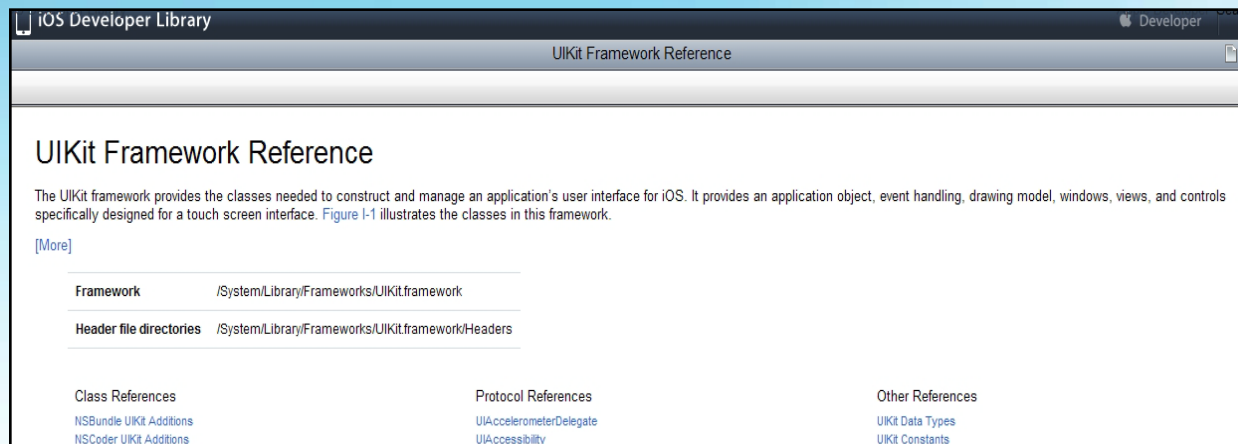 iOS Developer Library
Developer
UIKit Framework Reference
UIKit Framework Reference
The UIKit framework provides the classes needed to construct and manage an application's user interface for iOS. It provides an application object, event handling, drawing model, windows, views, and controls
specifically designed for a touch screen interface. Figure I-1 illustrates the classes in this framework.
[More]
Framework /System/Library/Frameworks/UIKit.framework
Header file directories /System/Library/Frameworks/UIKit.framework/Headers
Class References Protocol References Other References
NSBundle UIKit Additions UIAccelerometerDelegate UIKit Data Types
NSCoder UIKit Additions UIAccessibility UIKit Constants